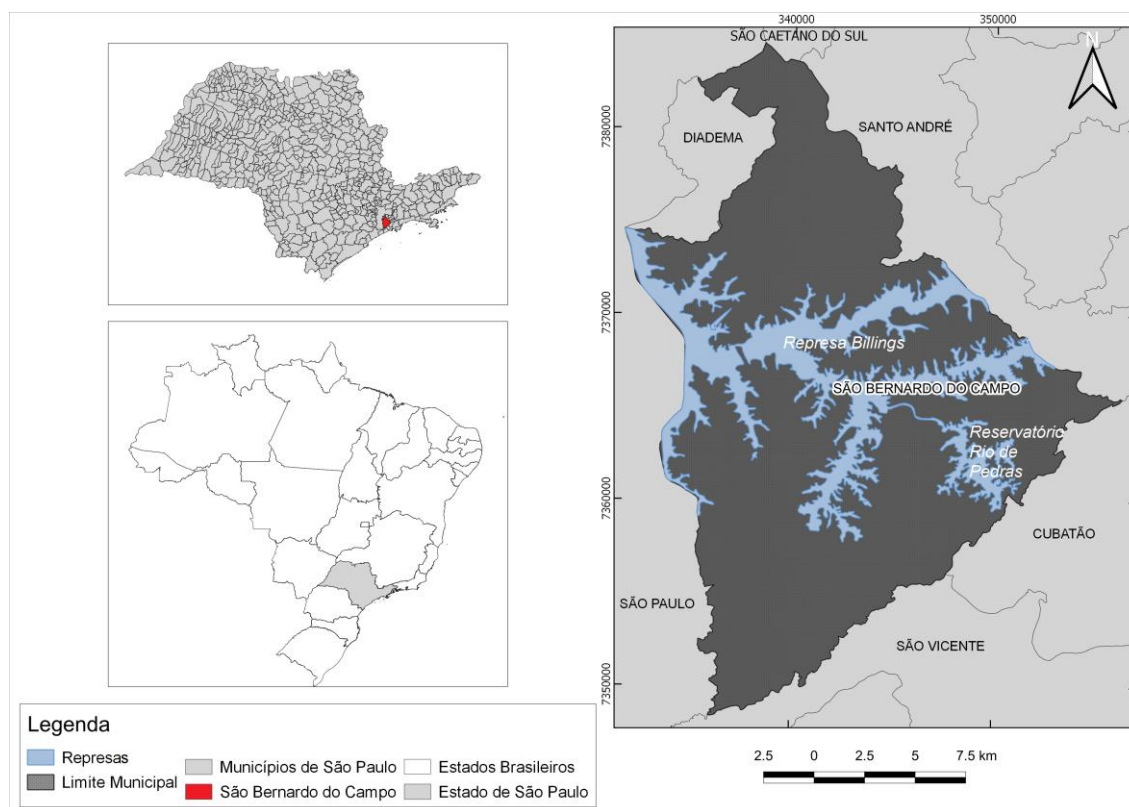 340000
350000
SÃO CAETANO DO SUL
N
7380000
DIADEMA
SANTO ANDRÉ
7370000
Represa Billings
SÃO BERNARDO DO CAMPO
Reservatório
Rio de
Pedras
7360000
CUBATÃO
SÃO PAULO
SÃO VICENTE
7350000
340000
350000
Legenda
Represas
Limite Municipal
Municípios de São Paulo
São Bernardo do Campo
Estados Brasileiros
Estado de São Paulo
2.5
0
2.5
5
7.5 km